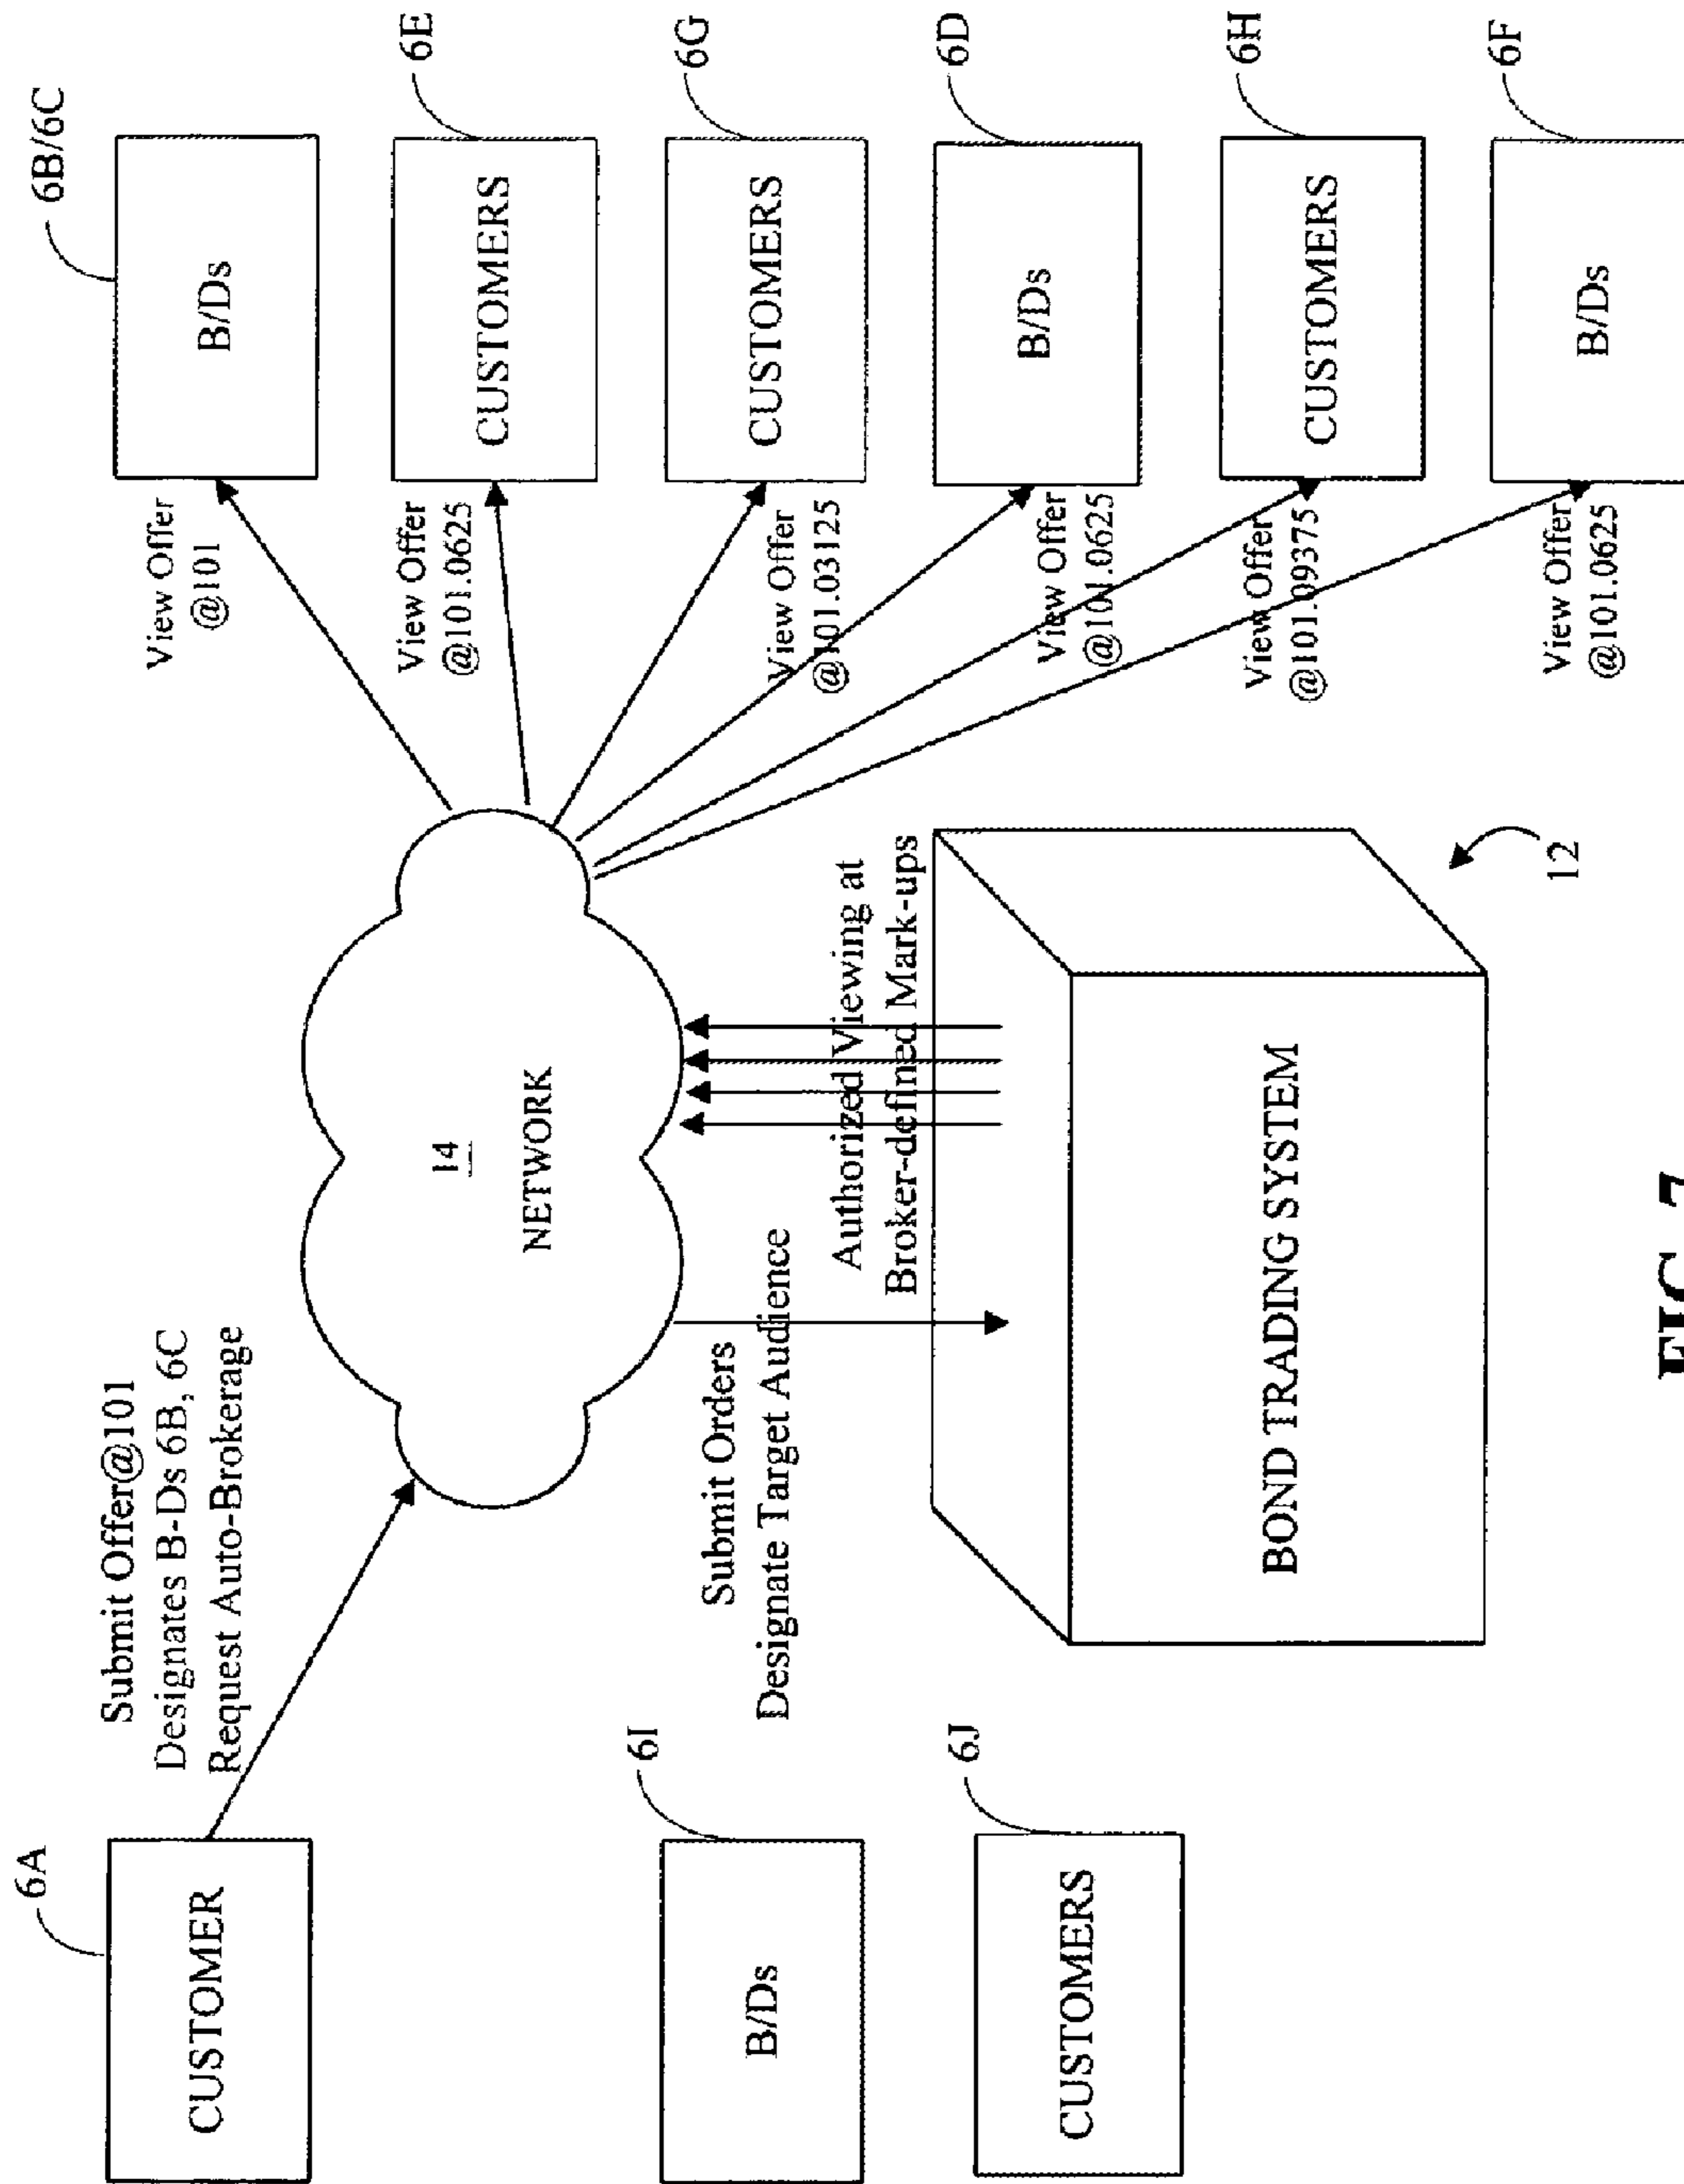 6A
CUSTOMER
Submit Offer@101
Designates B-Ds 6B, 6C
Request Auto-Brokerage
6I
B/Ds
6J
CUSTOMERS
14
NETWORK
Submit Orders
Designate Target Audience
Authorized Viewing at
Broker-defined Mark-ups
BOND TRADING SYSTEM
12
View Offer
@101
B/Ds
6B/6C
View Offer
@101.0625
CUSTOMERS
6E
View Offer
@101.03125
CUSTOMERS
6G
View Offer
@101.0625
B/Ds
6D
View Offer
@101.09375
CUSTOMERS
6H
View Offer
@101.0625
B/Ds
6F
FIG. 7